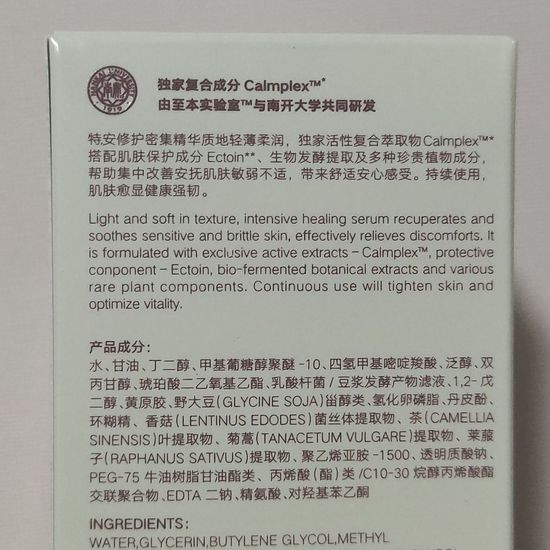 NANKAI UNIVERSITY
1919
独家复合成分 Calmplex™*
由至本实验室™与南开大学共同研发
特安修护密集精华质地轻薄柔润，独家活性复合萃取物Calmplex™*
搭配肌肤保护成分 Ectoin**、生物发酵提取及多种珍贵植物成分，
帮助集中改善安抚肌肤敏弱不适，带来舒适安心感受。持续使用，
肌肤愈显健康强韧。
Light and soft in texture, intensive healing serum recuperates and
soothes sensitive and brittle skin, effectively relieves discomforts. It
is formulated with exclusive active extracts – Calmplex™, protective
conponent – Ectoin, bio-fermented botanical extracts and various
rare plant components. Continuous use will tighten skin and
optimize vitality.
产品成分：
水、甘油、丁二醇、甲基葡糖醇聚醚 -10、四氢甲基嘧啶羧酸、泛醇、双
丙甘醇、琥珀酸二乙氧基乙酯、乳酸杆菌/豆浆发酵产物滤液、1,2- 戊
二醇、黄原胶、野大豆(GLYCINE SOJA)甾醇类、氢化卵磷脂、丹皮酚、
环糊精、香菇(LENTINUS EDODES)菌丝体提取物、茶(CAMELLIA
SINENSIS)叶提取物、菊蒿(TANACETUM VULGARE)提取物、莱菔
子(RAPHANUS SATIVUS)提取物、聚乙烯亚胺 -1500、透明质酸钠、
PEG-75 牛油树脂甘油酯类、丙烯酸（酯）类 /C10-30 烷醇丙烯酸酯
交联聚合物、EDTA 二钠、精氨酸、对羟基苯乙酮
INGREDIENTS:
WATER,GLYCERIN,BUTYLENE GLYCOL,METHYL